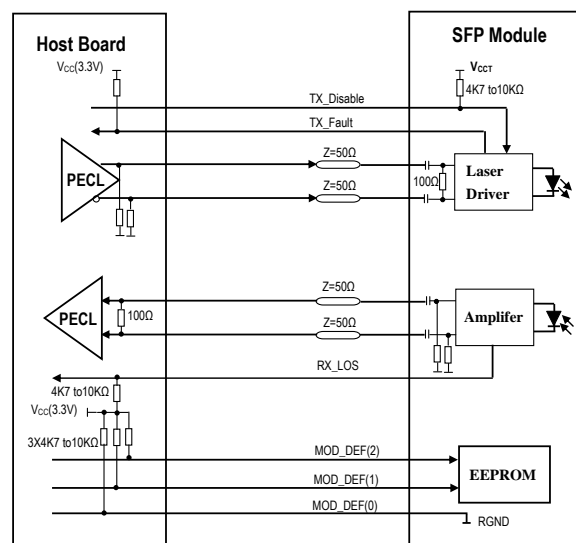 Host Board
SFP Module
VCC(3.3V)
VCCT
4K7 to10KΩ
TX_Disable
TX_Fault
Z=50Ω
PECL
100Ω
Laser
Driver
Z=50Ω
Z=50Ω
PECL
100Ω
Amplifer
Z=50Ω
RX_LOS
4K7 to10KΩ
VCC(3.3V)
3X4K7 to10KΩ
MOD_DEF(2)
MOD_DEF(1)
EEPROM
MOD_DEF(0)
RGND